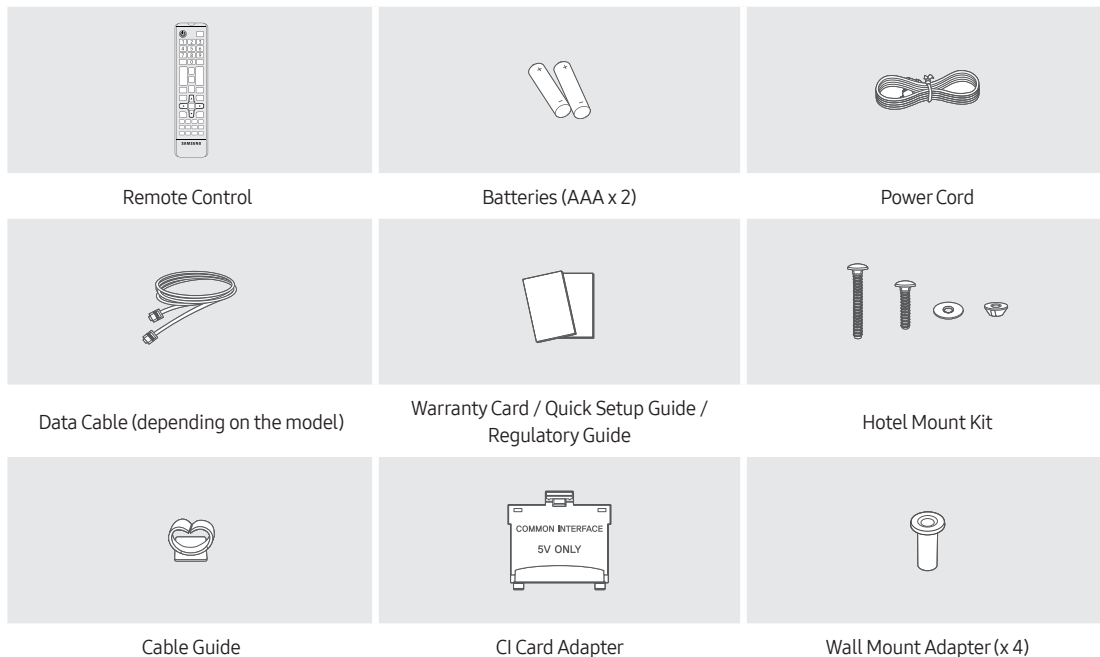 SAMSUNG
Remote Control
Batteries (AAA x 2)
Power Cord
Data Cable (depending on the model)
Warranty Card / Quick Setup Guide /
Regulatory Guide
Hotel Mount Kit
COMMON INTERFACE
5V ONLY
Cable Guide
CI Card Adapter
Wall Mount Adapter (x 4)